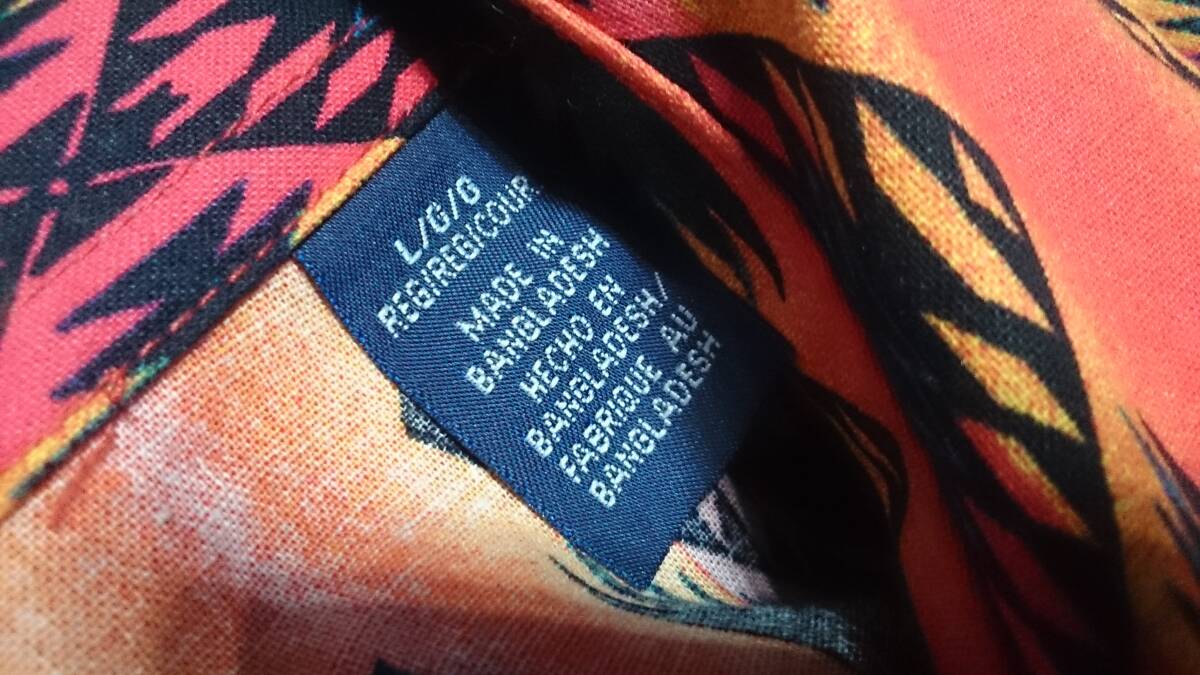 L/G/G
REG/REG/COUR.
MADE IN
BANGLADESH
HECHO EN
BANGLADESH/
FABRIQUE AU
BANGLADESH